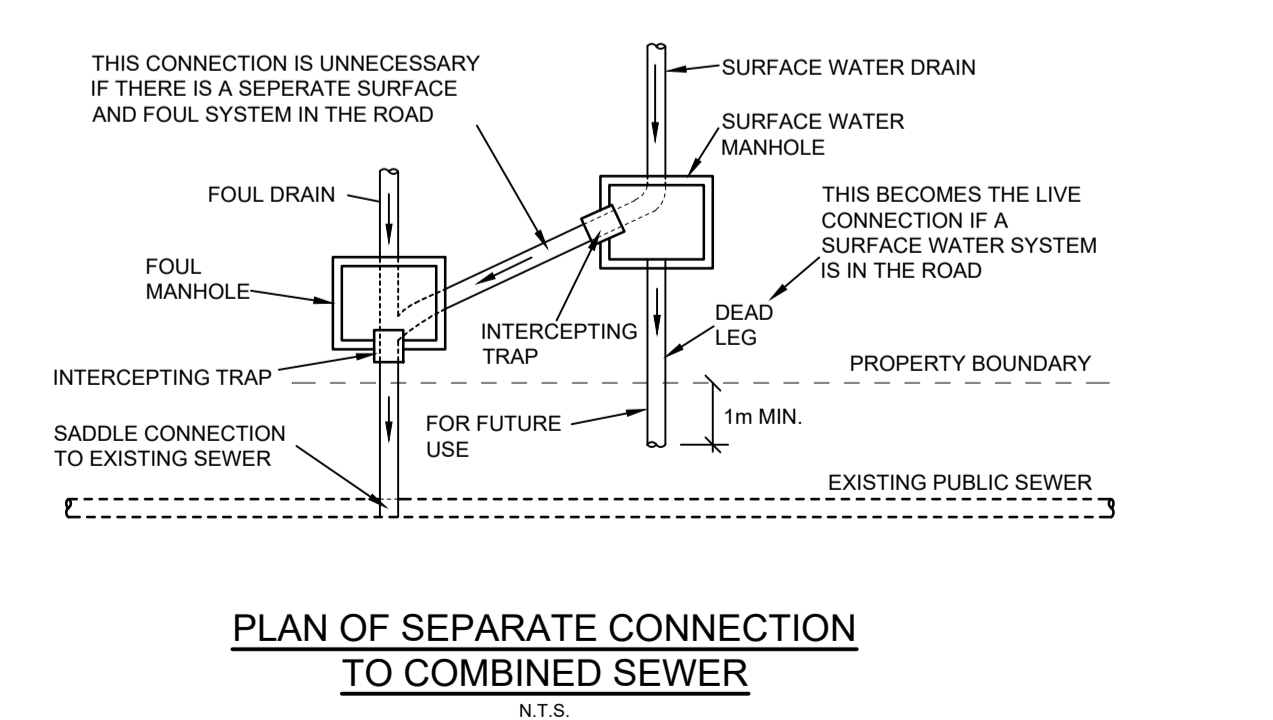 THIS CONNECTION IS UNNECESSARY
IF THERE IS A SEPERATE SURFACE
AND FOUL SYSTEM IN THE ROAD
SURFACE WATER DRAIN
SURFACE WATER
MANHOLE
FOUL DRAIN
THIS BECOMES THE LIVE
CONNECTION IF A
SURFACE WATER SYSTEM
IS IN THE ROAD
FOUL
MANHOLE
INTERCEPTING
TRAP
DEAD
LEG
INTERCEPTING TRAP
PROPERTY BOUNDARY
SADDLE CONNECTION
TO EXISTING SEWER
FOR FUTURE
USE
1m MIN.
EXISTING PUBLIC SEWER
PLAN OF SEPARATE CONNECTION
TO COMBINED SEWER
N.T.S.